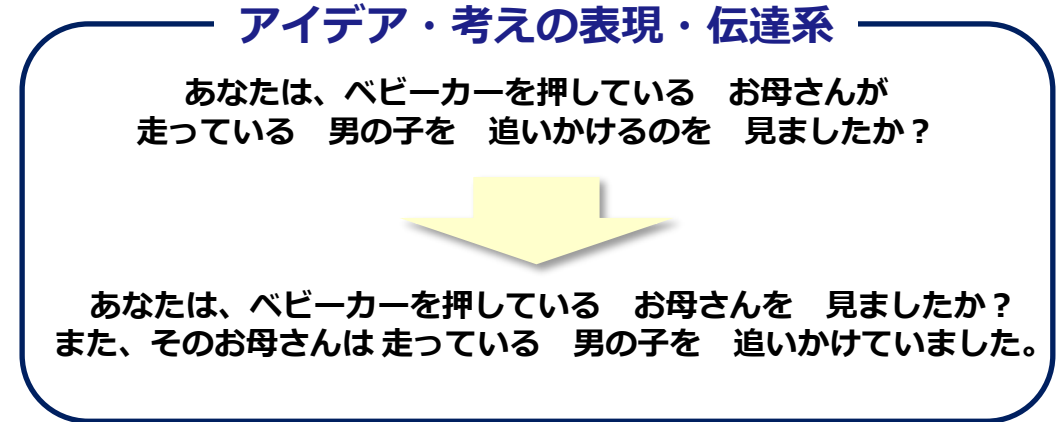 アイデア・考えの表現・伝達系
あなたは、ベビーカーを押している　お母さんが
走っている　男の子を　追いかけるのを　見ましたか？
あなたは、ベビーカーを押している　お母さんを　見ましたか？
また、そのお母さんは 走っている　男の子を　追いかけていました。